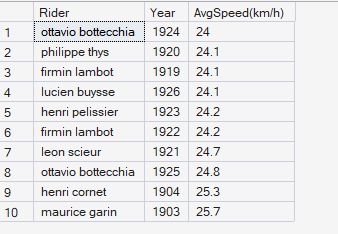 Rider Year AvgSpeed(km/h)
1 ottavio bottecchia 1924 24
2 philippe thys 1920 24.1
3 firmin lambot 1919 24.1
4 lucien buysse 1926 24.1
5 henri pelissier 1923 24.2
6 firmin lambot 1922 24.2
7 leon scieur 1921 24.7
8 ottavio bottecchia 1925 24.8
9 henri cornet 1904 25.3
10 maurice garin 1903 25.7